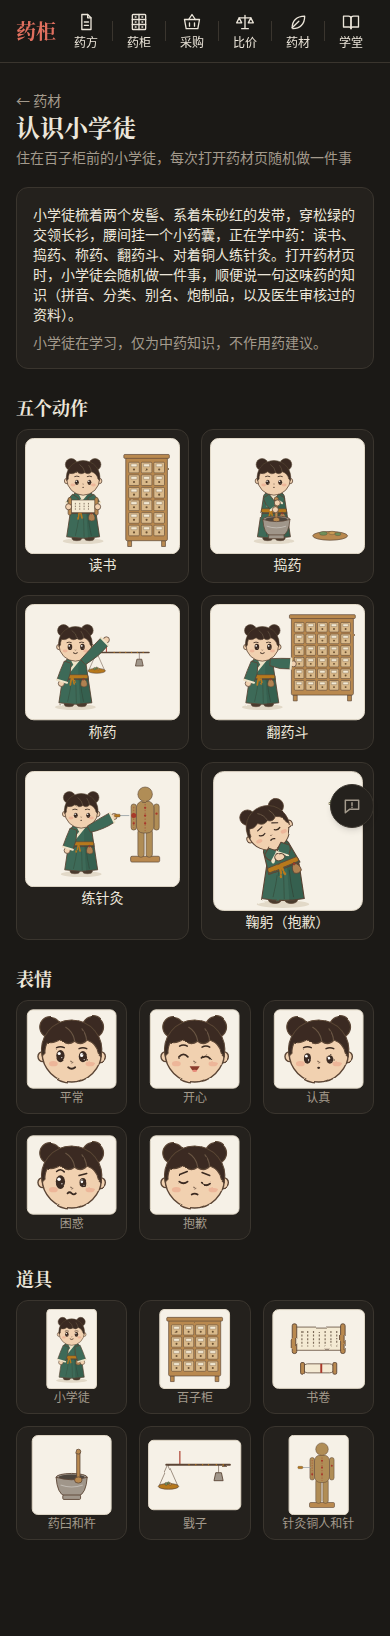 药柜
药方
药柜
采购
比价
药材
学堂
← 药材
认识小学徒
住在百子柜前的小学徒，每次打开药材页随机做一件事
小学徒梳着两个发髻、系着朱砂红的发带，穿松绿的
交领长衫，腰间挂一个小药囊，正在学中药：读书、
捣药、称药、翻药斗、对着铜人练针灸。打开药材页
时，小学徒会随机做一件事，顺便说一句这味药的知
识（拼音、分类、别名、炮制品，以及医生审核过的
资料）。
小学徒在学习，仅为中药知识，不作用药建议。
五个动作
读书
捣药
称药
翻药斗
练针灸
鞠躬（抱歉）
表情
平常
开心
认真
困惑
抱歉
道具
小学徒
百子柜
书卷
药臼和杵
戥子
针灸铜人和针